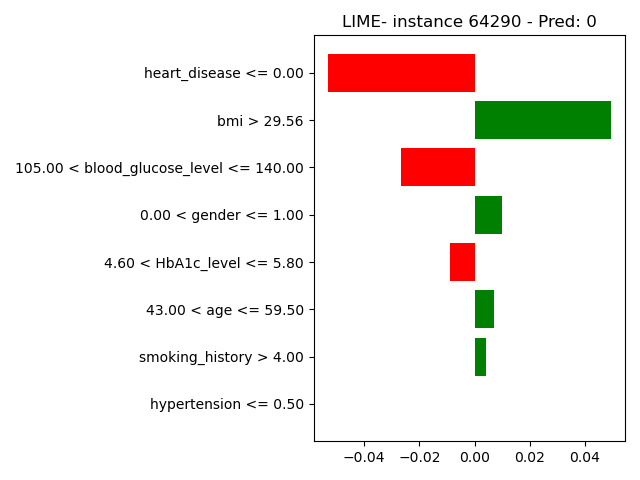 LIME- instance 64290 - Pred: 0
heart_disease <= 0.00
bmi > 29.56
105.00 < blood_glucose_level <= 140.00
0.00 < gender <= 1.00
4.60 < HbA1c_level <= 5.80
43.00 < age <= 59.50
smoking_history > 4.00
hypertension <= 0.50
−0.04 −0.02 0.00 0.02 0.04